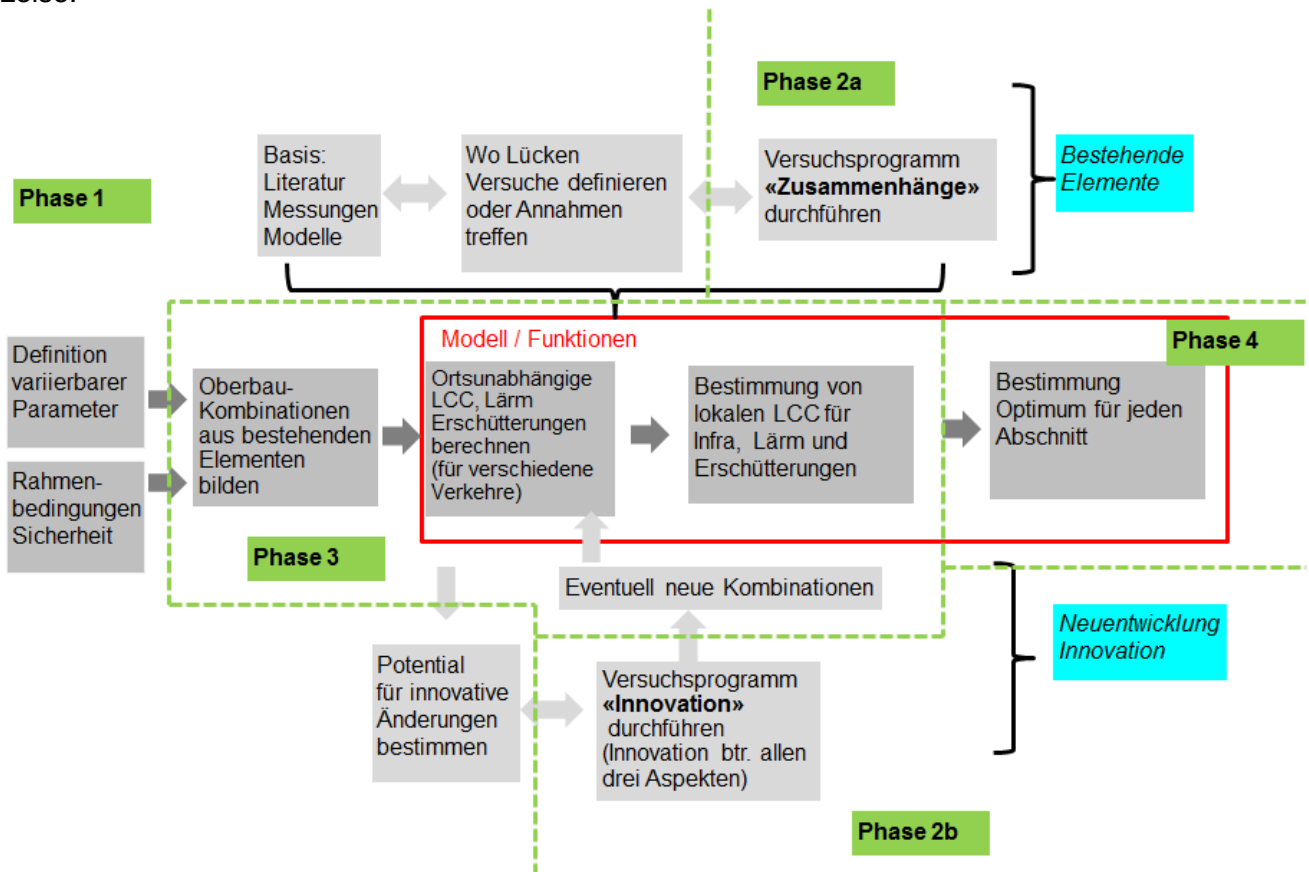 Phase 2a
Basis:
Literatur
Messungen
Modelle
Wo Lücken
Versuche definieren
oder Annahmen
treffen
Versuchsprogramm
«Zusammenhänge»
durchführen
Bestehende
Elemente
Phase 1
Definition
variierbarer
Parameter
Rahmen-
bedingungen
Sicherheit
Oberbau-
Kombinationen
aus bestehenden
Elementen
bilden
Modell / Funktionen
Ortsunabhängige
LCC, Lärm
Erschütterungen
berechnen
(für verschiedene
Verkehre)
Bestimmung von
lokalen LCC für
Infra, Lärm und
Erschütterungen
Phase 4
Bestimmung
Optimum für jeden
Abschnitt
Phase 3
Eventuell neue Kombinationen
Neuentwicklung
Innovation
Potential
für innovative
Änderungen
bestimmen
Versuchsprogramm
«Innovation»
durchführen
(Innovation btr. allen
drei Aspekten)
Phase 2b